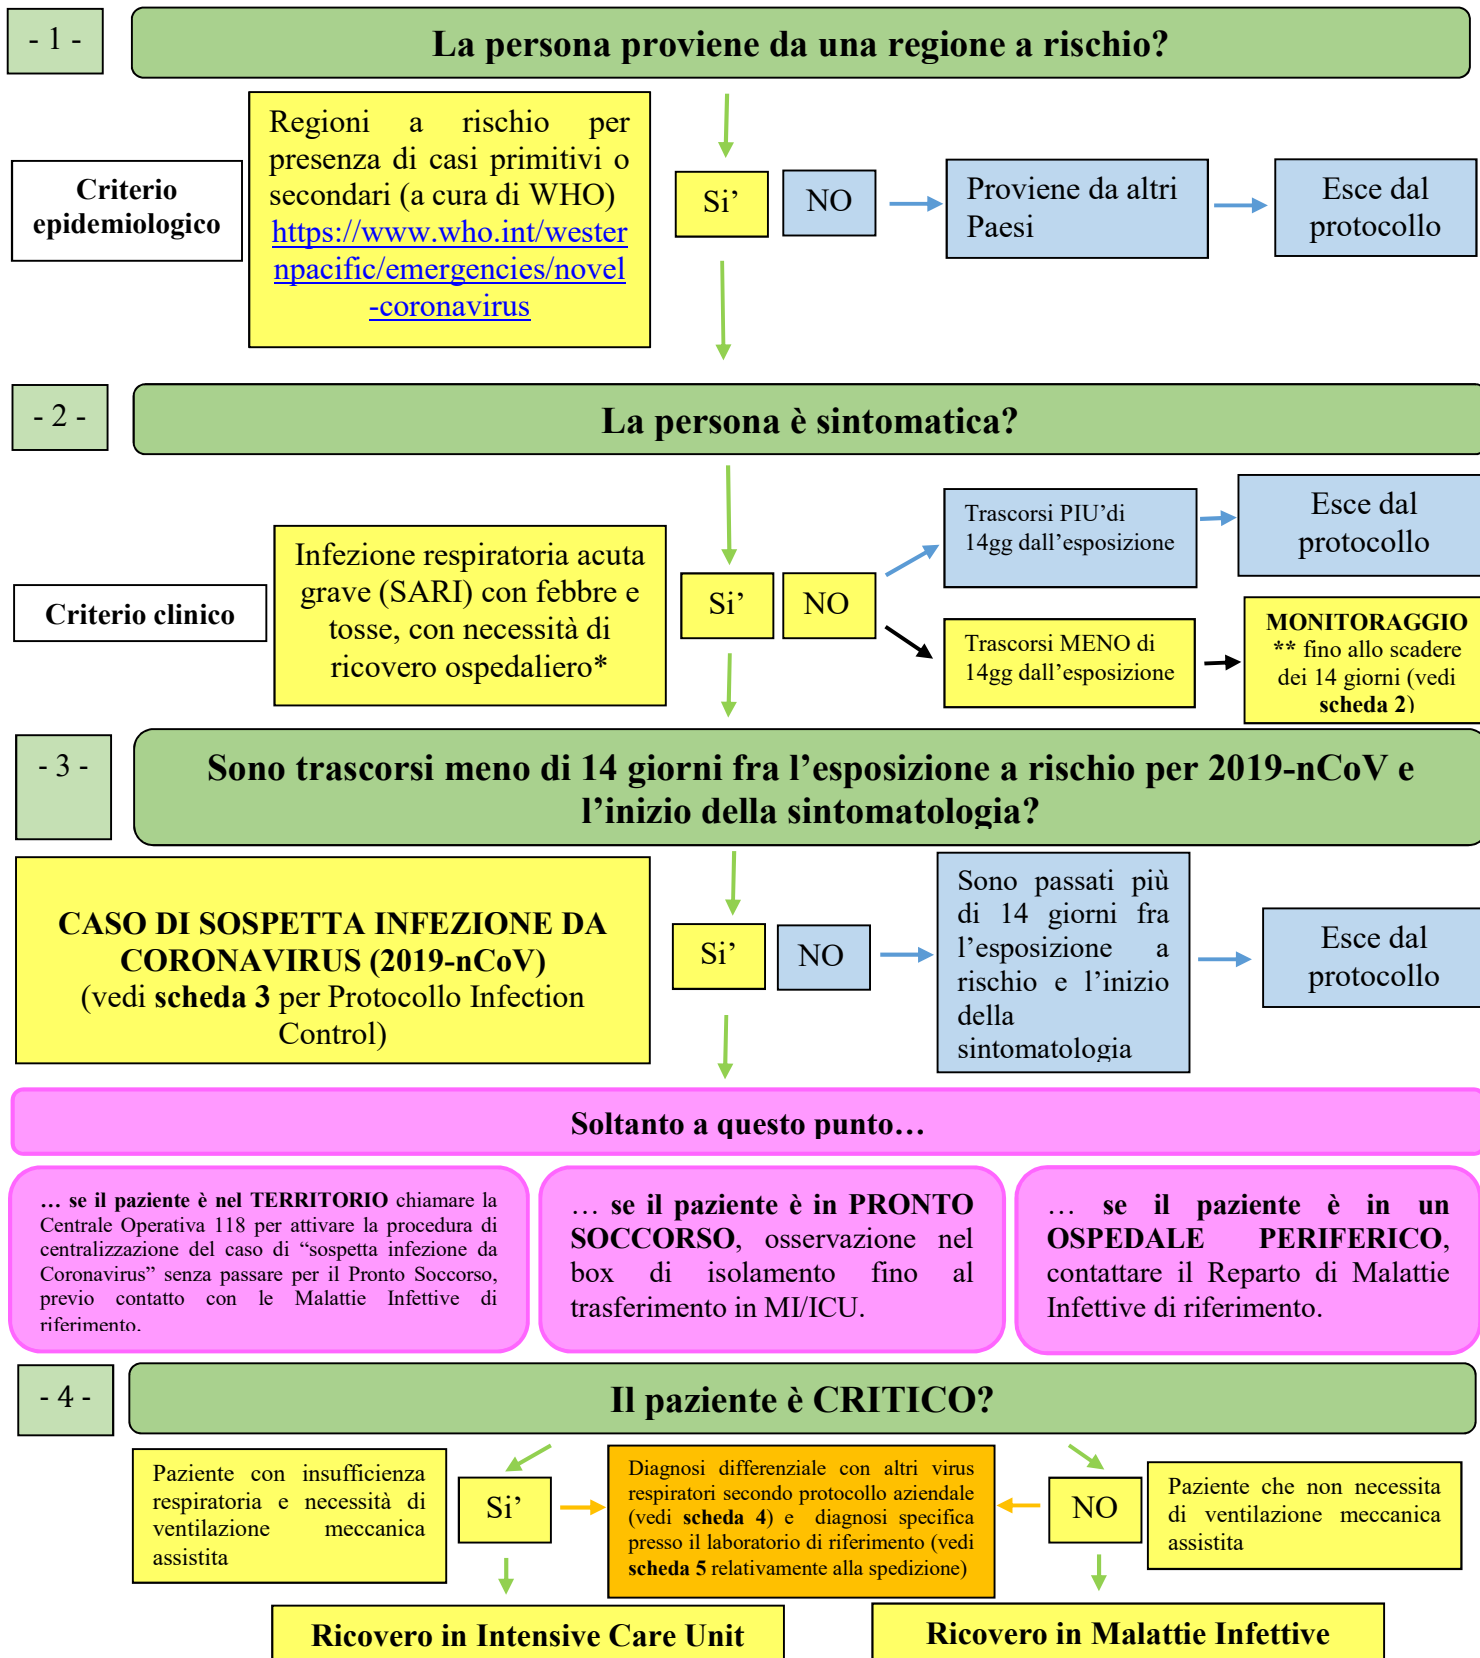 - 1 -
La persona proviene da una regione a rischio?
Criterio
epidemiologico
Regioni a rischio per
presenza di casi primitivi o
secondari (a cura di WHO)
https://www.who.int/wester
npacific/emergencies/novel
-coronavirus
Si’
NO
Proviene da altri
Paesi
Esce dal
protocollo
- 2 -
La persona è sintomatica?
Criterio clinico
Infezione respiratoria acuta
grave (SARI) con febbre e
tosse, con necessità di
ricovero ospedaliero*
Si’
NO
Trascorsi PIU’di
14gg dall’esposizione
Esce dal
protocollo
Trascorsi MENO di
14gg dall’esposizione
MONITORAGGIO
** fino allo scadere
dei 14 giorni (vedi
scheda 2)
- 3 -
Sono trascorsi meno di 14 giorni fra l’esposizione a rischio per 2019-nCoV e
l’inizio della sintomatologia?
CASO DI SOSPETTA INFEZIONE DA
CORONAVIRUS (2019-nCoV)
(vedi scheda 3 per Protocollo Infection
Control)
Si’
NO
Sono passati più
di 14 giorni fra
l’esposizione a
rischio e l’inizio
della
sintomatologia
Esce dal
protocollo
Soltanto a questo punto…
… se il paziente è nel TERRITORIO chiamare la
Centrale Operativa 118 per attivare la procedura di
centralizzazione del caso di “sospetta infezione da
Coronavirus” senza passare per il Pronto Soccorso,
previo contatto con le Malattie Infettive di
riferimento.
… se il paziente è in PRONTO
SOCCORSO, osservazione nel
box di isolamento fino al
trasferimento in MI/ICU.
… se il paziente è in un
OSPEDALE PERIFERICO,
contattare il Reparto di Malattie
Infettive di riferimento.
- 4 -
Il paziente è CRITICO?
Paziente con insufficienza
respiratoria e necessità di
ventilazione meccanica
assistita
Si’
Diagnosi differenziale con altri virus
respiratori secondo protocollo aziendale
(vedi scheda 4) e diagnosi specifica
presso il laboratorio di riferimento (vedi
scheda 5 relativamente alla spedizione)
NO
Paziente che non necessita
di ventilazione meccanica
assistita
Ricovero in Intensive Care Unit
Ricovero in Malattie Infettive